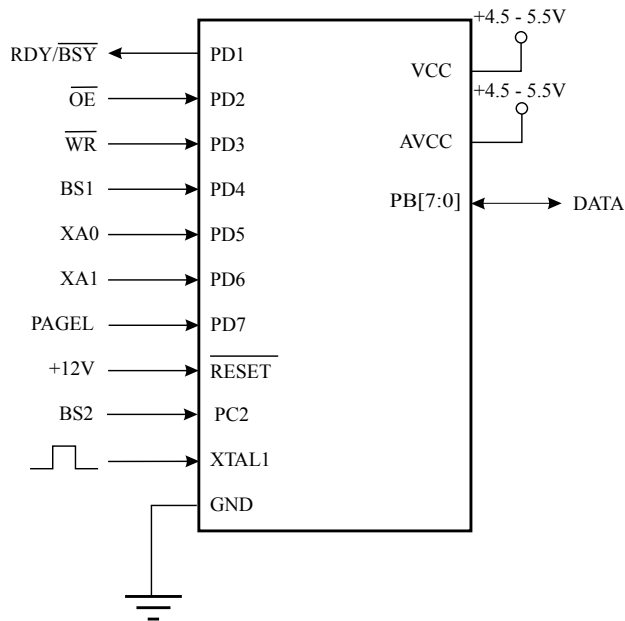 +4.5 - 5.5V
RDY/BSY PD1
VCC
OE PD2
+4.5 - 5.5V
WR PD3 AVCC
BS1 PD4 PB[7:0] DATA
XA0 PD5
XA1 PD6
PAGEL PD7
+12V RESET
BS2 PC2
XTAL1
GND